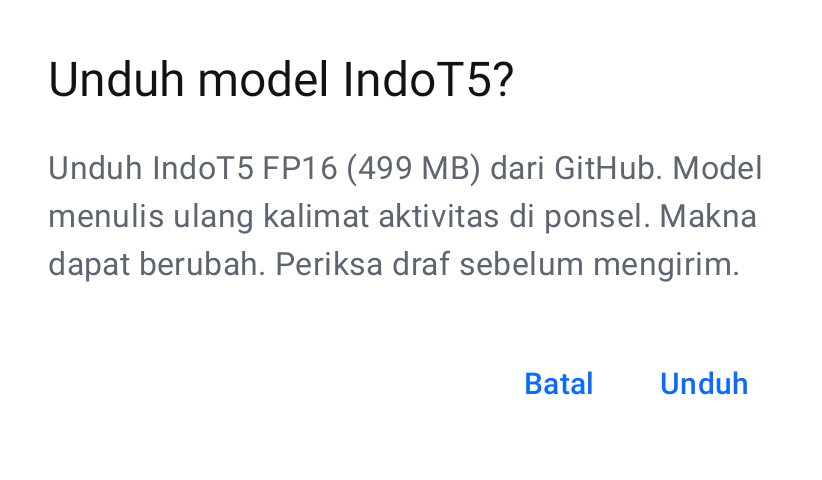 Unduh model IndoT5?
Unduh IndoT5 FP16 (499 MB) dari GitHub. Model
menulis ulang kalimat aktivitas di ponsel. Makna
dapat berubah. Periksa draf sebelum mengirim.
Batal Unduh